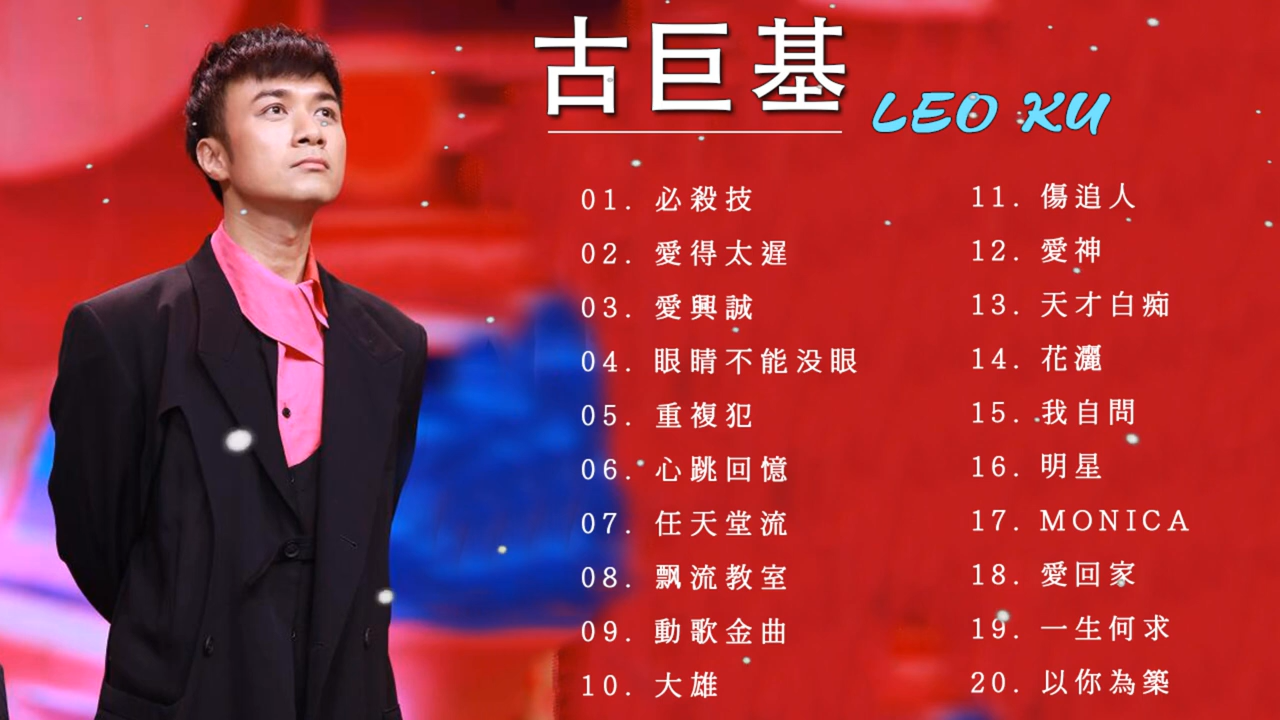 古巨基
LEO KU
01. 必殺技
02. 愛得太遲
03. 愛興誠
04. 眼睛不能没眼
05. 重複犯
06. 心跳回憶
07. 任天堂流
08. 飘流教室
09. 動歌金曲
10. 大雄
11. 傷追人
12. 愛神
13. 天才白痴
14. 花灑
15. 我自問
16. 明星
17. MONICA
18. 愛回家
19. 一生何求
20. 以你為築